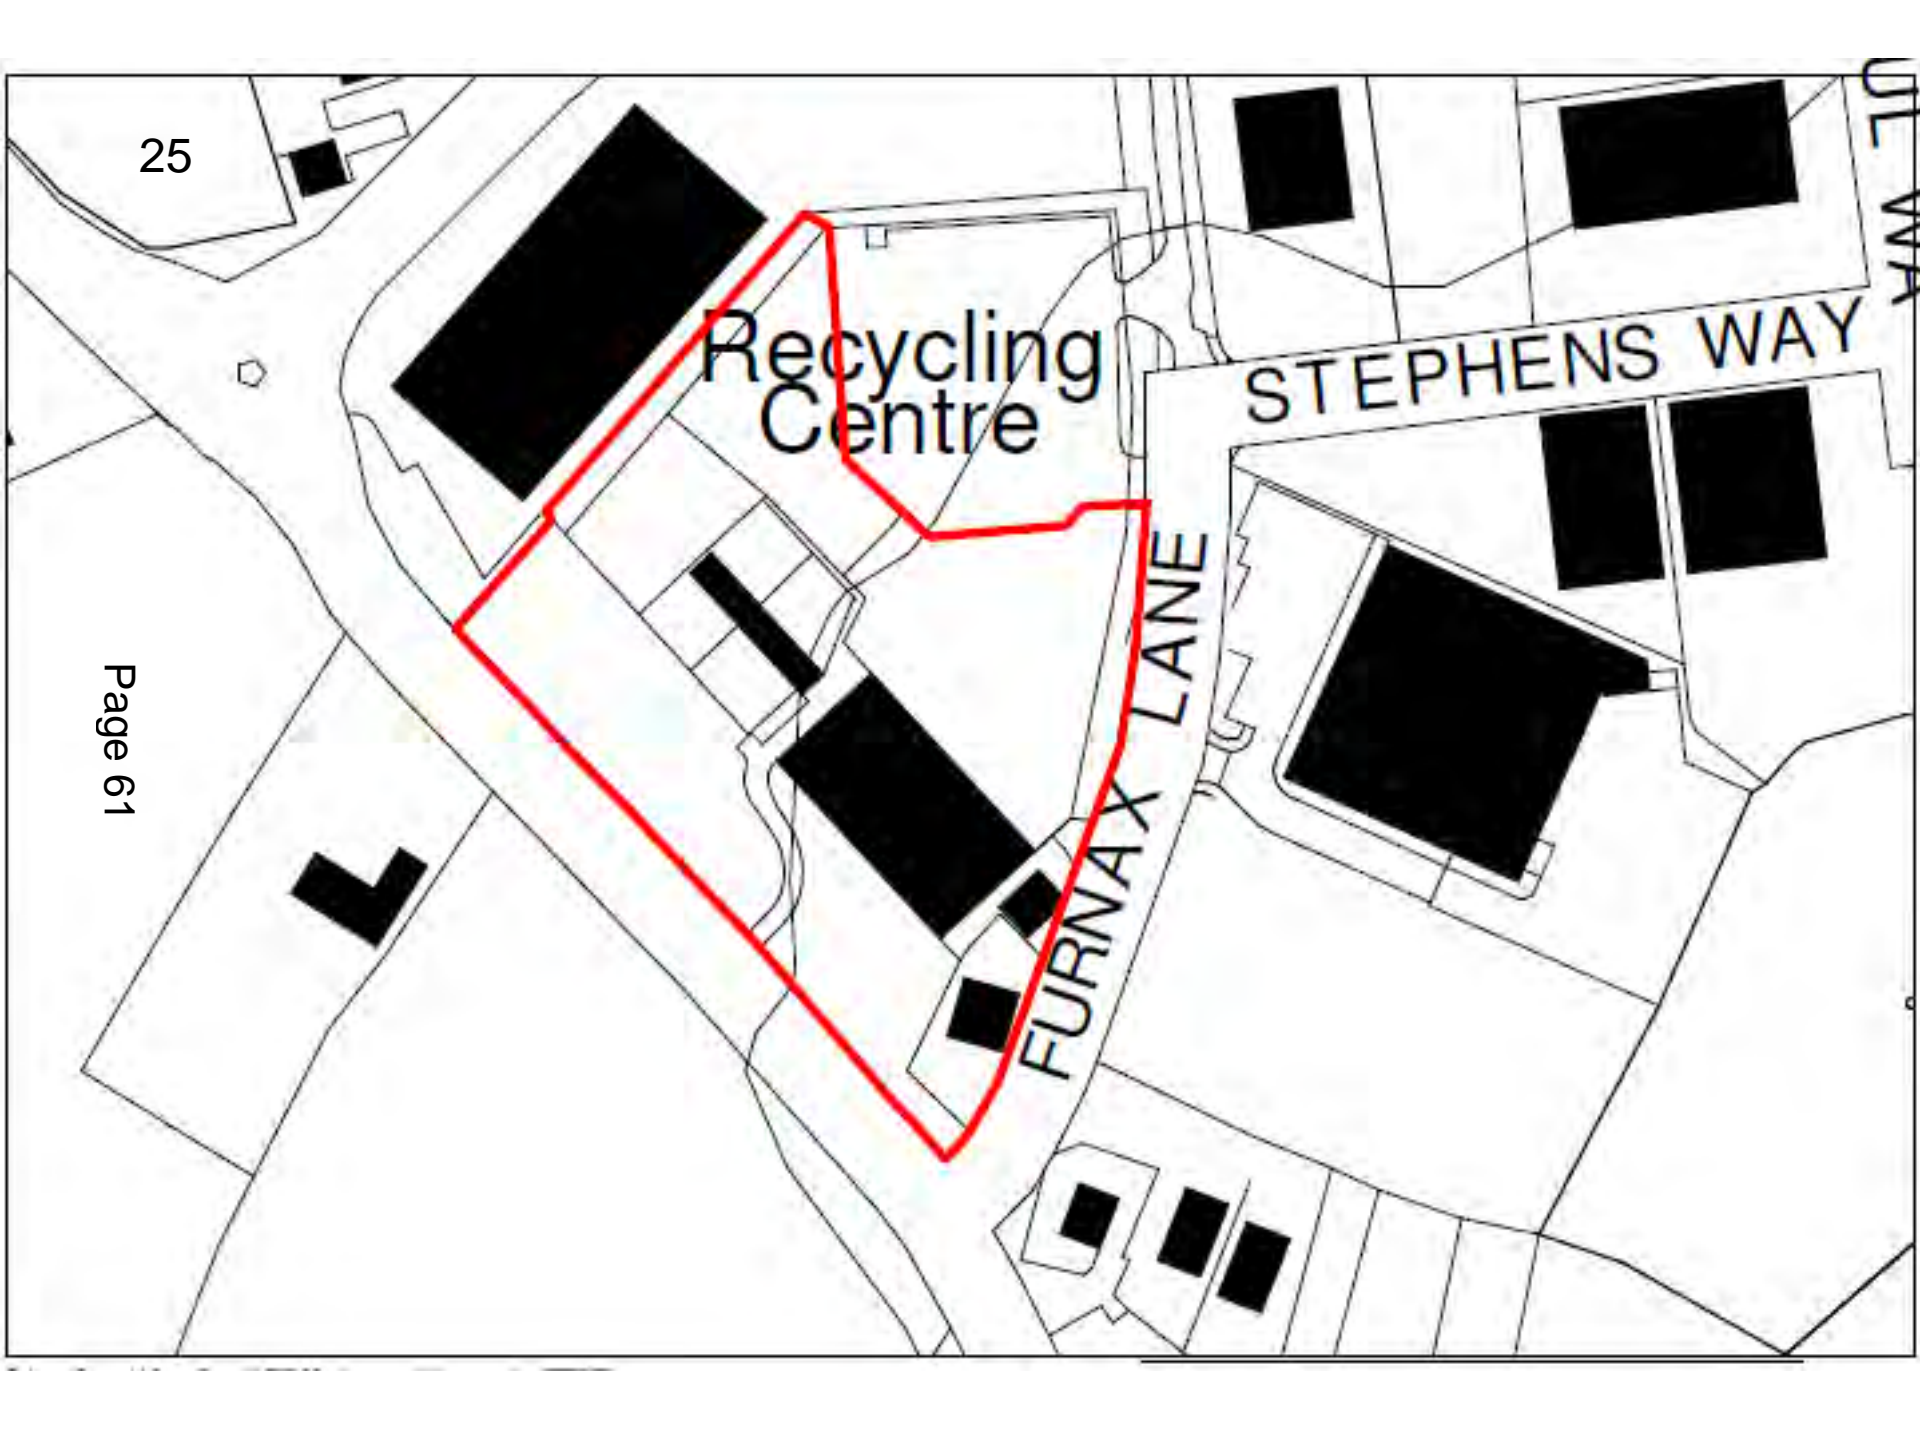 25
Recycling
Centre
STEPHENS WAY
FURNAX LANE
Page 61